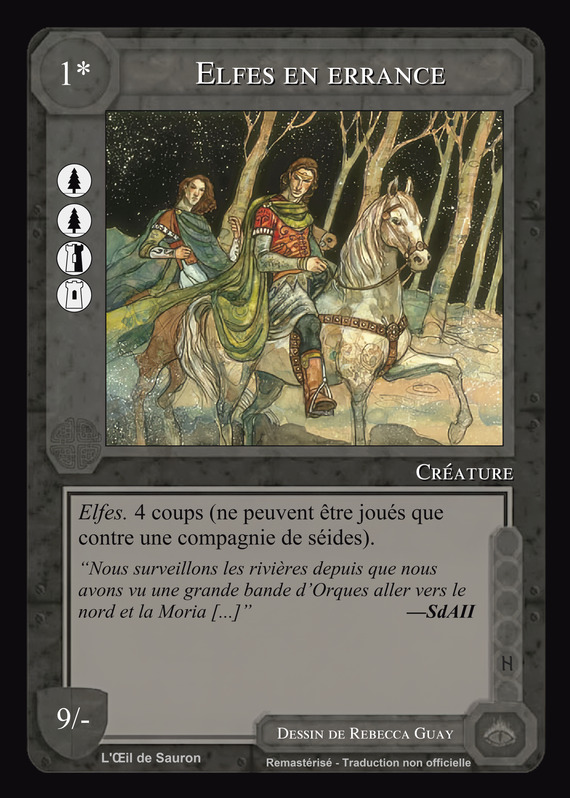 1*
ELFES EN ERRANCE
CRÉATURE
Elfes. 4 coups (ne peuvent être joués que
contre une compagnie de séides).
“Nous surveillons les rivières depuis que nous
avons vu une grande bande d’Orques aller vers le
nord et la Moria [...]” —SdAII
9/-
DESSIN DE REBECCA GUAY
L'Œil de Sauron
Remastérisé - Traduction non officielle